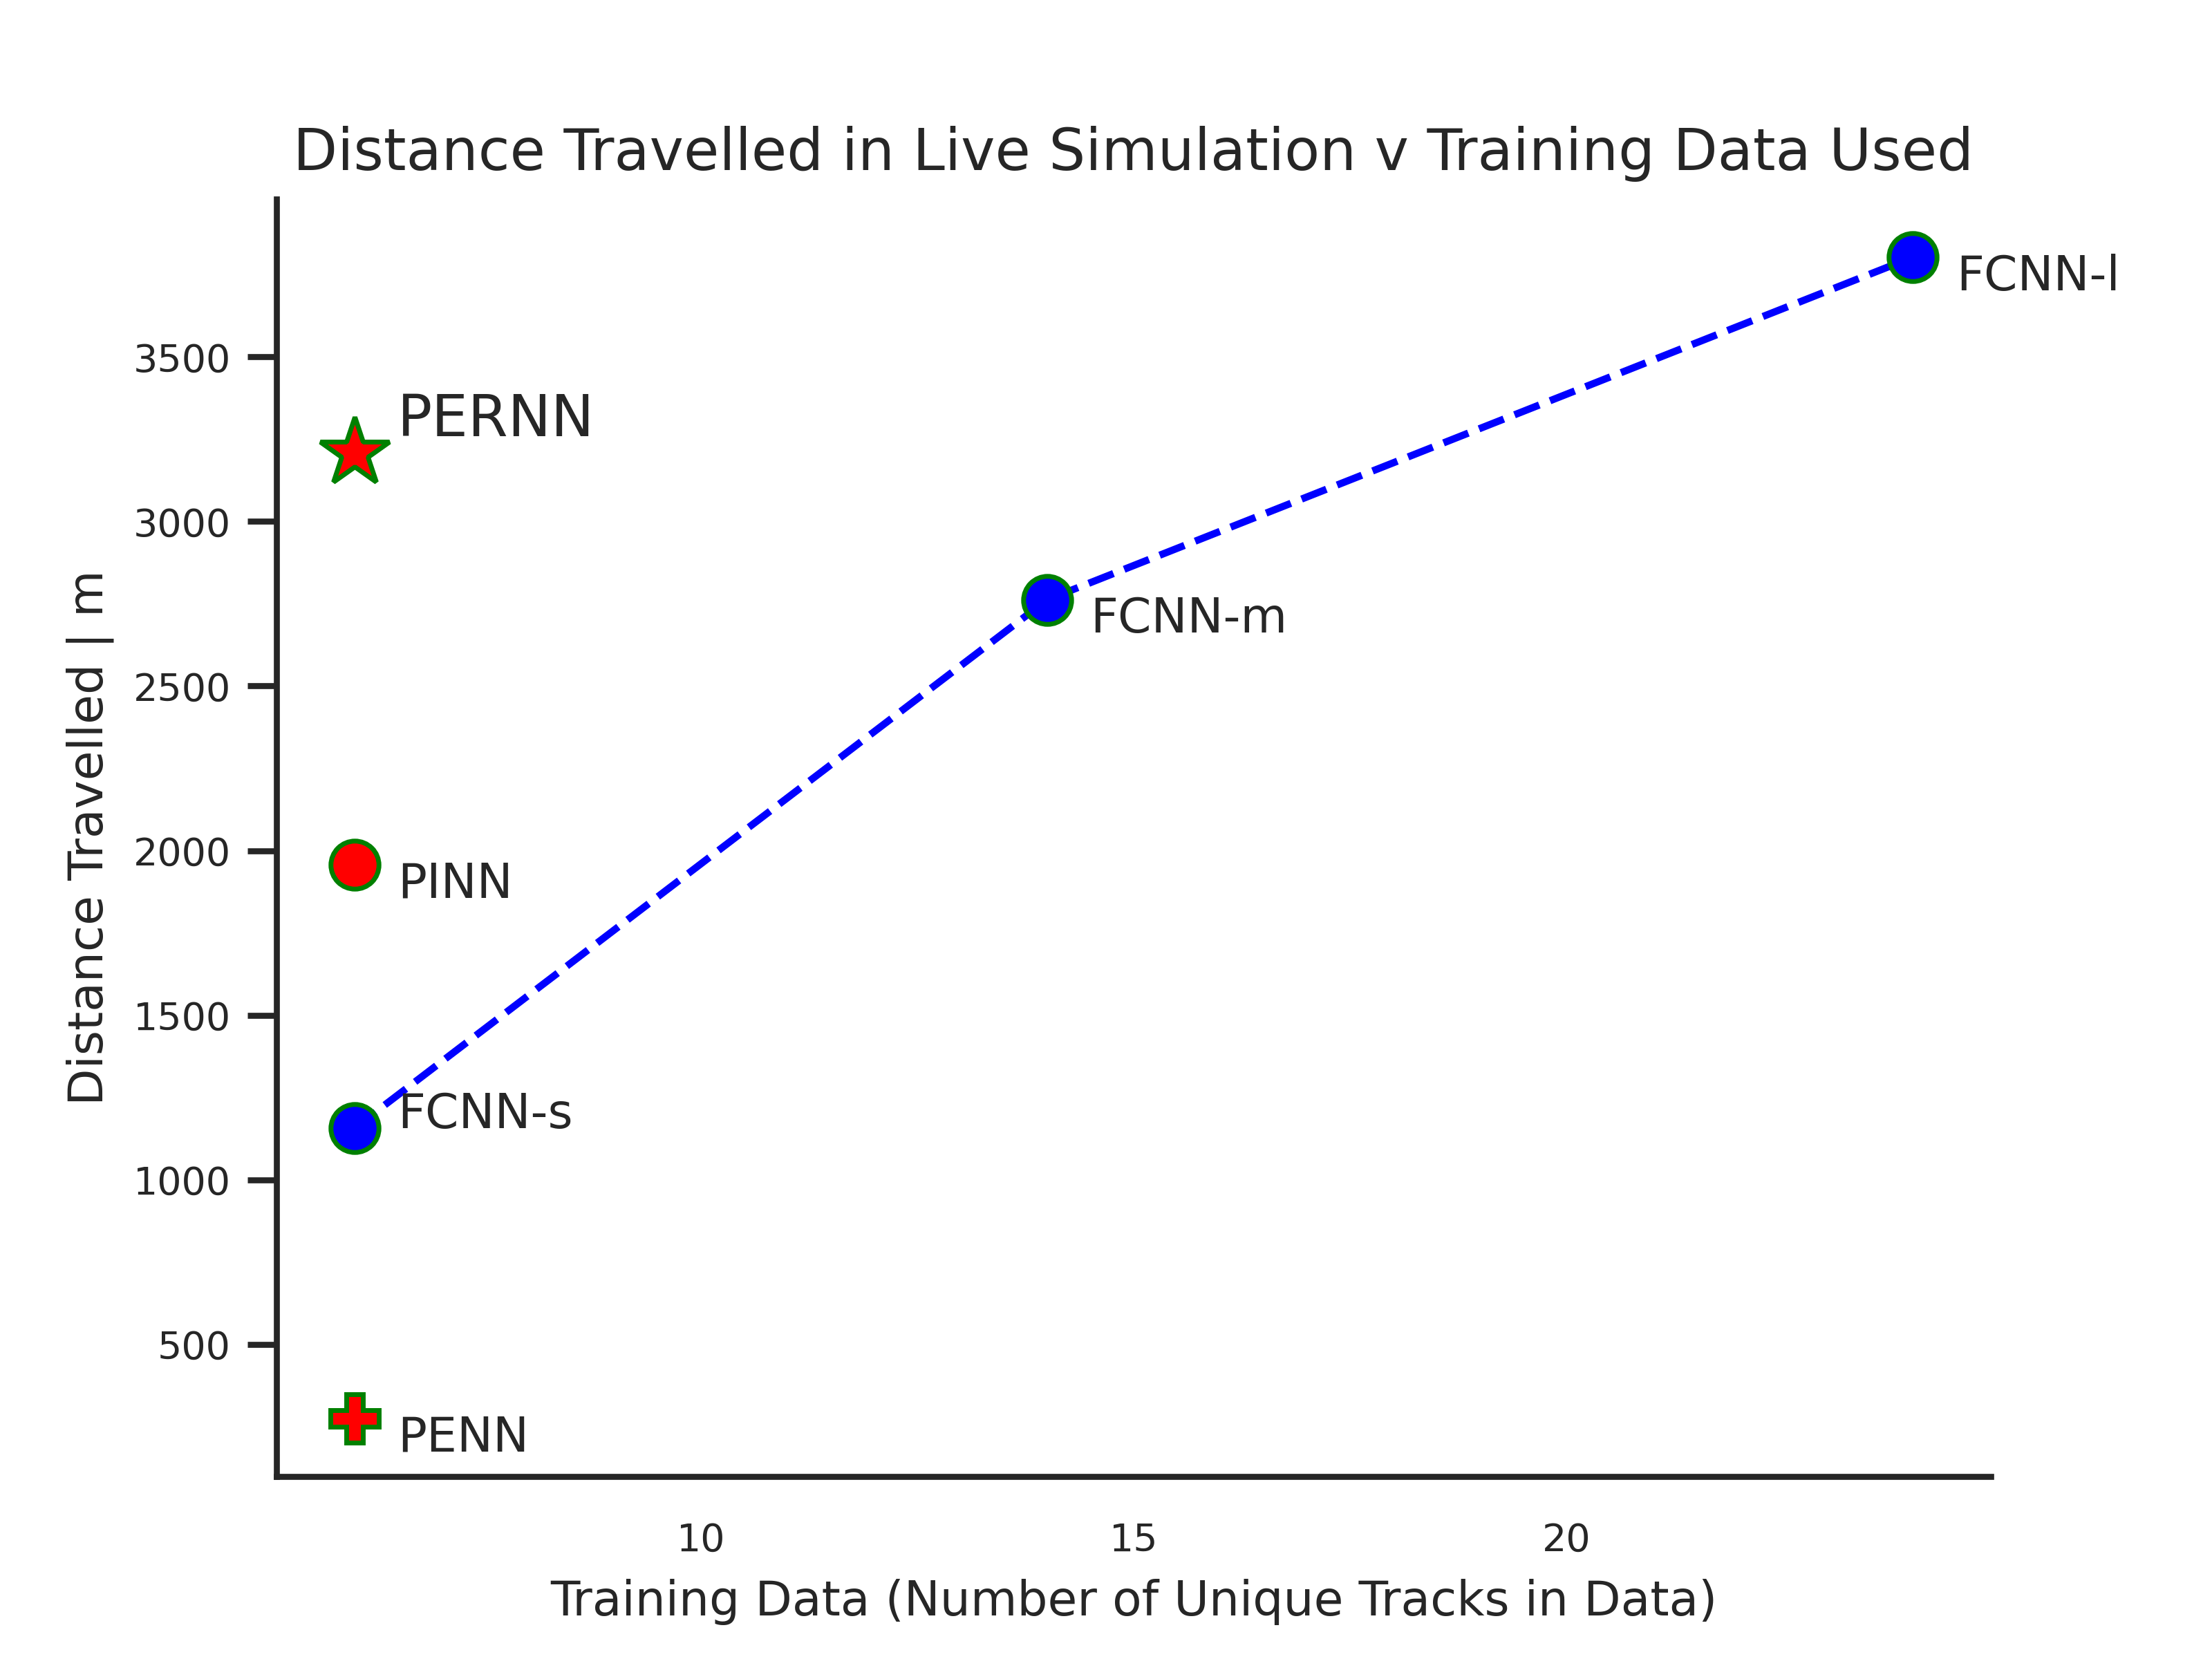 Distance Travelled in Live Simulation v Training Data Used
FCNN-l
3500
PERNN
3000
FCNN-m
2500
2000
PINN
1500
FCNN-s
1000
500
PENN
Distance Travelled | m
10 15 20
Training Data (Number of Unique Tracks in Data)